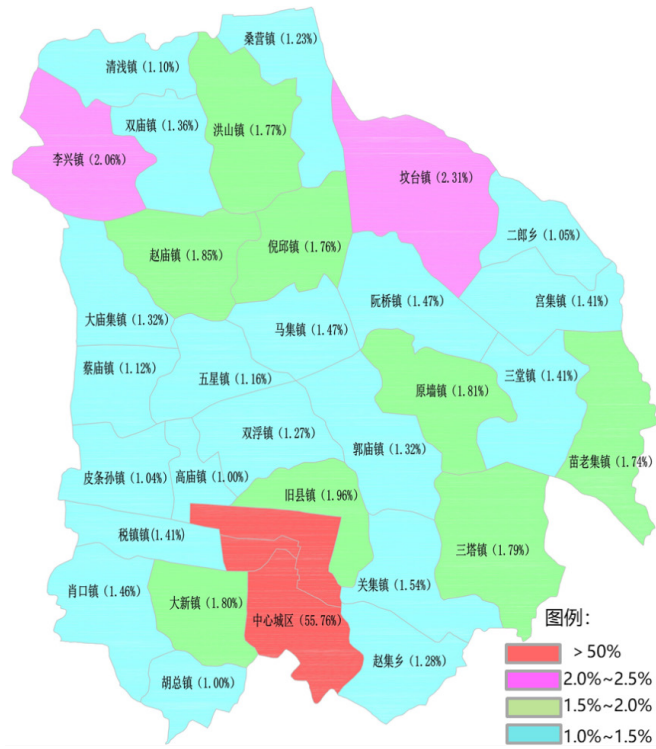 桑营镇（1.23%）
清浅镇（1.10%）
双庙镇（1.36%）
洪山镇（1.77%）
李兴镇（2.06%）
坟台镇（2.31%）
二郎乡（1.05%）
赵庙镇（1.85%）
倪邱镇（1.76%）
阮桥镇（1.47%）
宫集镇（1.41%）
大庙集镇（1.32%）
马集镇（1.47%）
蔡庙镇（1.12%）
五星镇（1.16%）
原墙镇（1.81%）
三堂镇（1.41%）
双浮镇（1.27%）
郭庙镇（1.32%）
苗老集镇（1.74%）
皮条孙镇（1.04%）
高庙镇（1.00%）
旧县镇（1.96%）
税镇镇(1.41%)
三塔镇（1.79%）
肖口镇（1.46%）
大新镇（1.80%）
关集镇（1.54%）
中心城区（55.76%）
赵集乡（1.28%）
胡总镇（1.00%）
图例：
＞50%
2.0%~2.5%
1.5%~2.0%
1.0%~1.5%